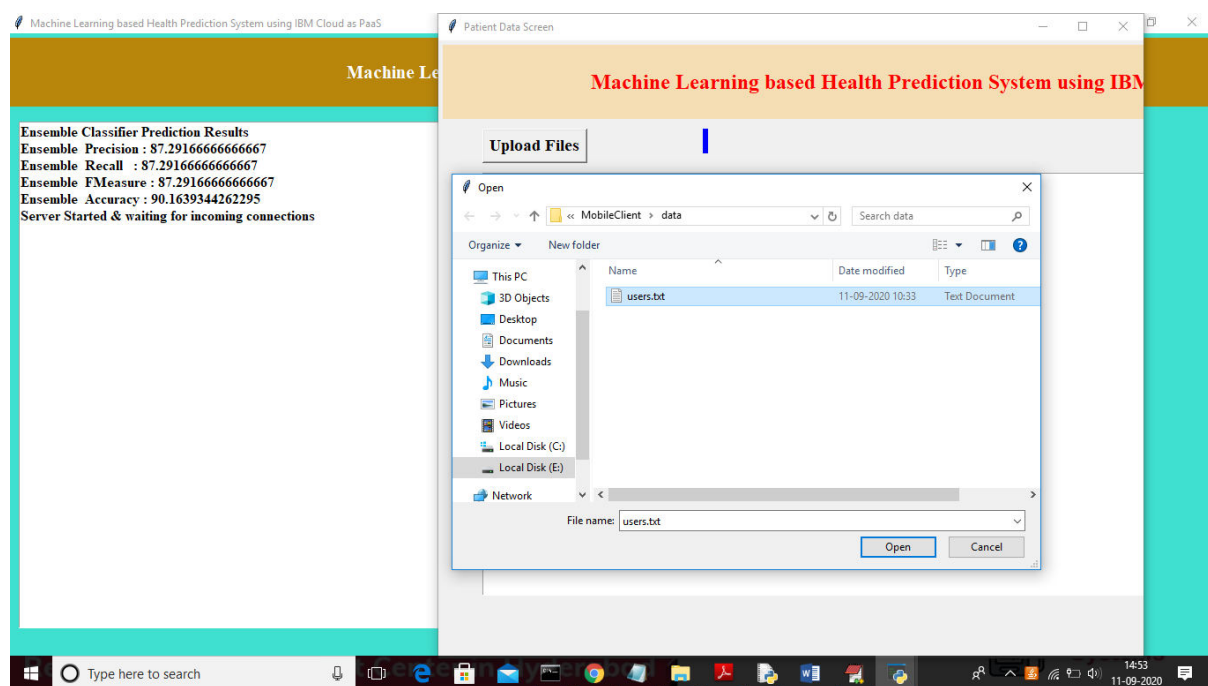 Machine Learning based Health Prediction System using IBM Cloud as PaaS
Machine Le
Ensemble Classifier Prediction Results
Ensemble Precision : 87.29166666666667
Ensemble Recall : 87.29166666666667
Ensemble FMeasure : 87.29166666666667
Ensemble Accuracy : 90.1639344262295
Server Started & waiting for incoming connections
Patient Data Screen
Machine Learning based Health Prediction System using IBM
Upload Files
Open
« MobileClient › data
Search data
Organize
New folder
Name Date modified Type
users.txt 11-09-2020 10:33 Text Document
This PC
3D Objects
Desktop
Documents
Downloads
Music
Pictures
Videos
Local Disk (C:)
Local Disk (E:)
Network
File name: users.txt
Open Cancel
Type here to search
14:53
11-09-2020